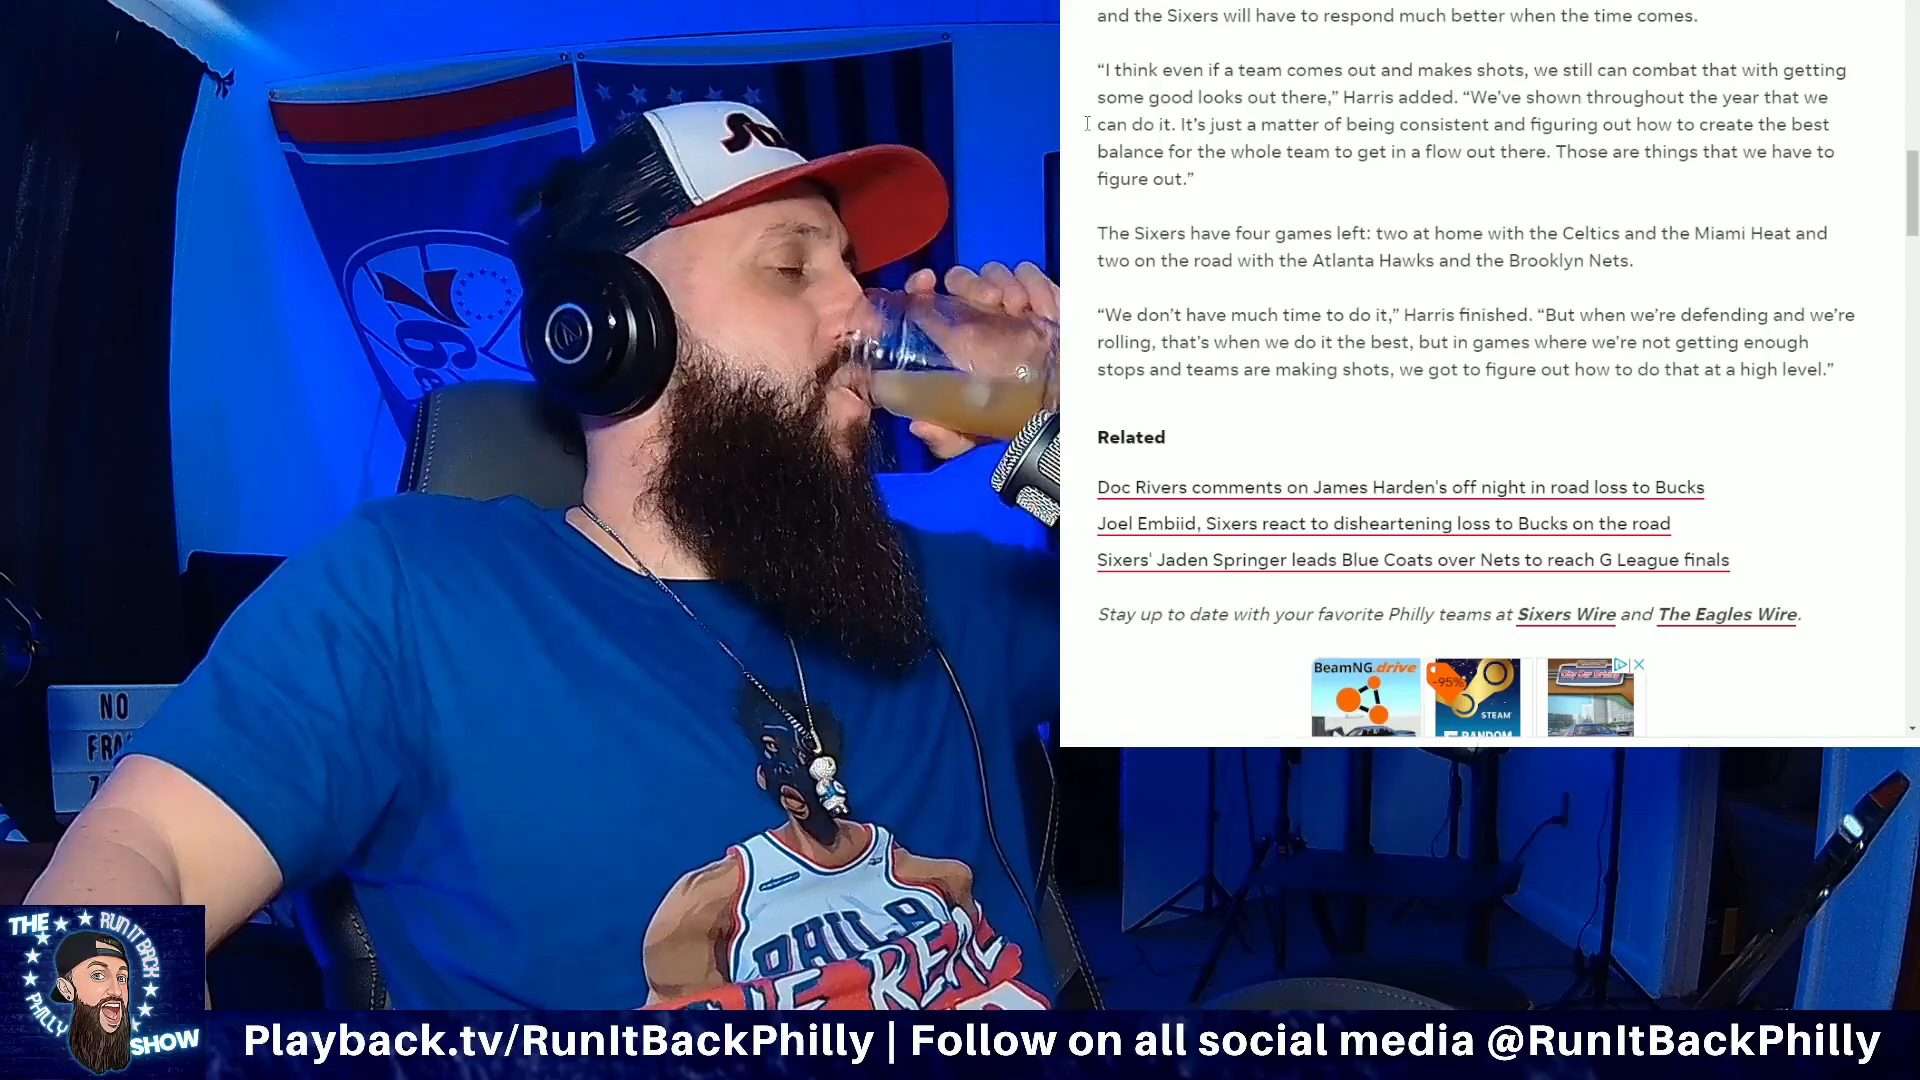 and the Sixers will have to respond much better when the time comes.
“I think even if a team comes out and makes shots, we still can combat that with getting
some good looks out there,” Harris added. “We’ve shown throughout the year that we
can do it. It’s just a matter of being consistent and figuring out how to create the best
balance for the whole team to get in a flow out there. Those are things that we have to
figure out.”
The Sixers have four games left: two at home with the Celtics and the Miami Heat and
two on the road with the Atlanta Hawks and the Brooklyn Nets.
“We don’t have much time to do it,” Harris finished. “But when we’re defending and we’re
rolling, that’s when we do it the best, but in games where we’re not getting enough
stops and teams are making shots, we got to figure out how to do that at a high level.”
Related
Doc Rivers comments on James Harden's off night in road loss to Bucks
Joel Embiid, Sixers react to disheartening loss to Bucks on the road
Sixers' Jaden Springer leads Blue Coats over Nets to reach G League finals
Stay up to date with your favorite Philly teams at Sixers Wire and The Eagles Wire.
BeamNG.drive
-95%
STEAM
RANDOM
City Car Driving
76
NO
FRA
PHILA
THE RUN IT BACK
PHILLY
SHOW
Playback.tv/RunItBackPhilly | Follow on all social media @RunItBackPhilly